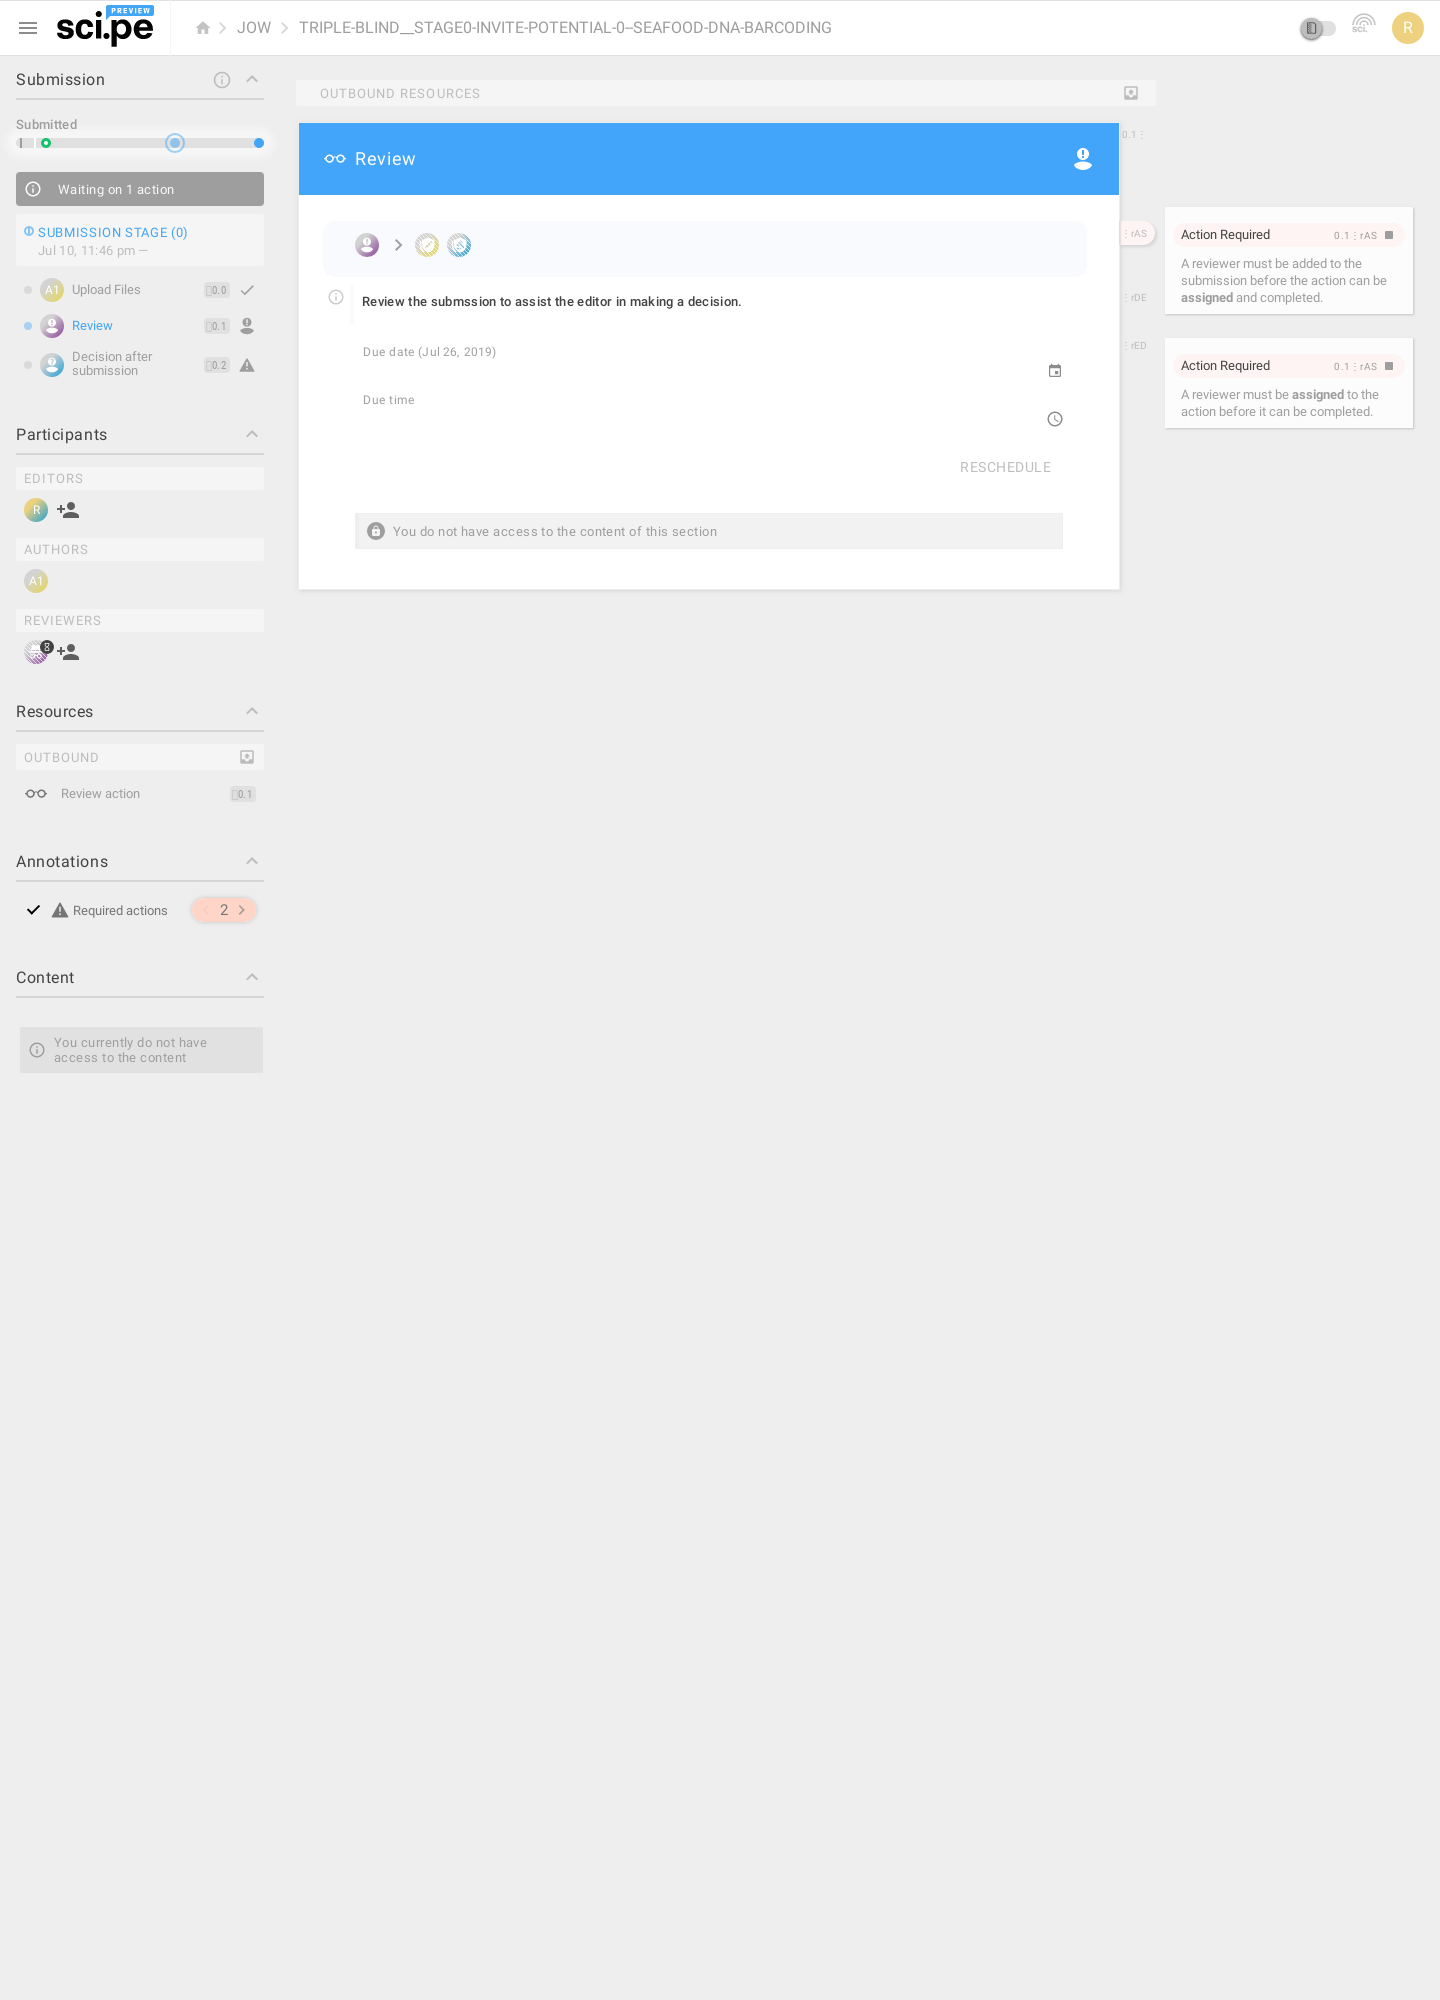 PREVIEW
sci.pe
JOW
TRIPLE-BLIND__STAGE0-INVITE-POTENTIAL-0--SEAFOOD-DNA-BARCODING
sci.
R
Submission
Submitted
Waiting on 1 action
SUBMISSION STAGE (0)
Jul 10, 11:46 pm —
A1 Upload Files 0.0
Review 0.1
Decision after
submission
0.2
Participants
EDITORS
R
AUTHORS
A1
REVIEWERS
Resources
OUTBOUND
Review action 0.1
Annotations
Required actions 2
Content
You currently do not have
access to the content
OUTBOUND RESOURCES
Review
Review the submssion to assist the editor in making a decision.
Due date (Jul 26, 2019)
Due time
RESCHEDULE
You do not have access to the content of this section
0.1⋮
⋮rAS
⋮rDE
⋮rED
Action Required 0.1⋮rAS
A reviewer must be added to the
submission before the action can be
assigned and completed.
Action Required 0.1⋮rAS
A reviewer must be assigned to the
action before it can be completed.